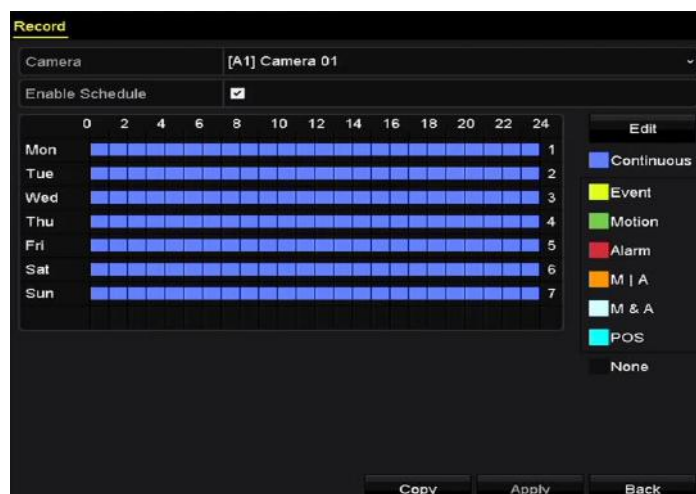 Record
Camera [A1] Camera 01
Enable Schedule
0 2 4 6 8 10 12 14 16 18 20 22 24
Edit
Mon 1
Continuous
Tue 2
Wed 3
Event
Thu 4
Motion
Fri 5
Alarm
Sat 6
M | A
Sun 7
M & A
POS
None
Copy Apply Back